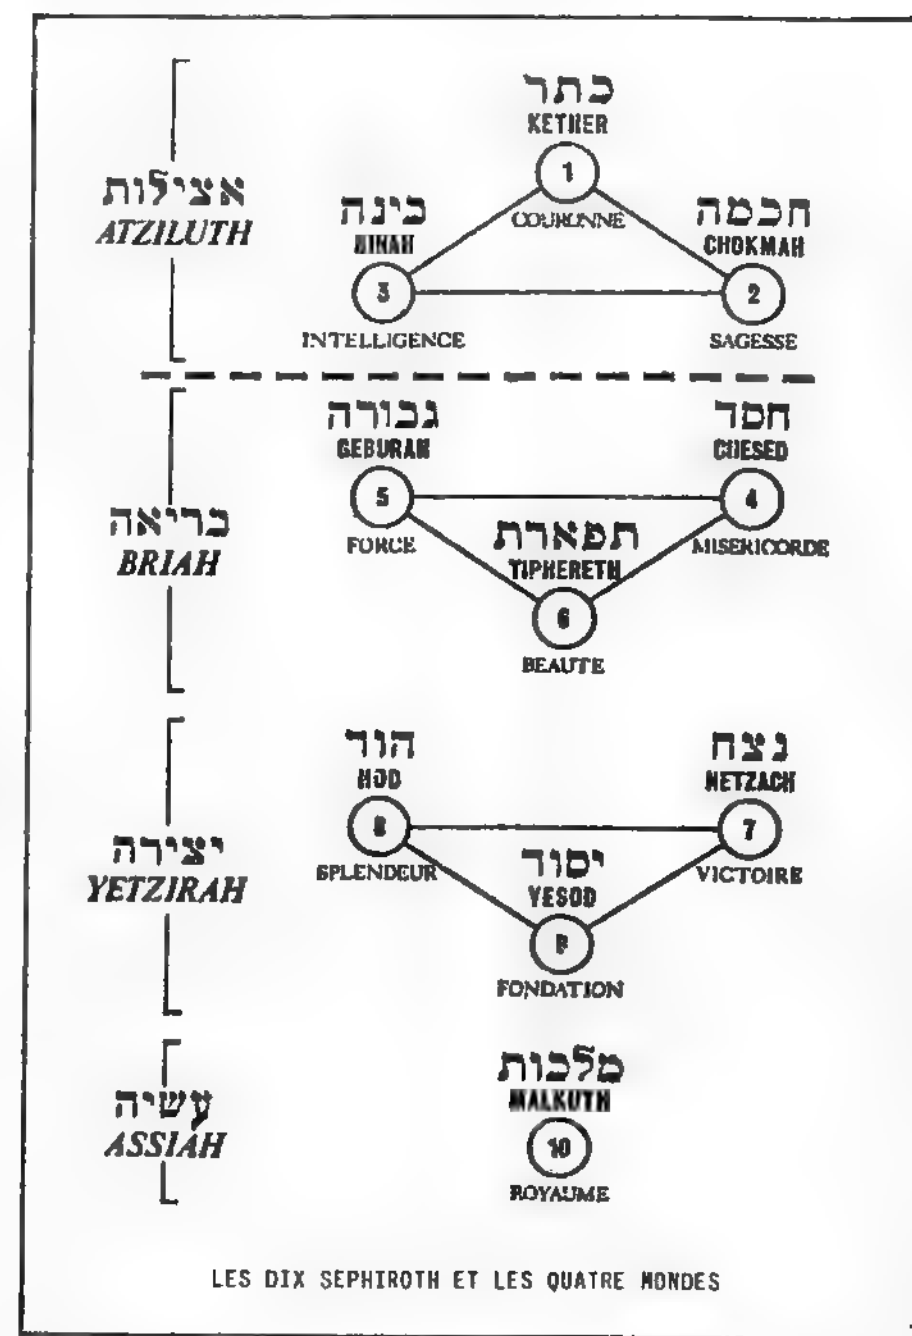 כתר
KETHER
1
COURONNE
אצילות
ATZILUTH
בינה
BINAH
3
INTELLIGENCE
חכמה
CHOKMAH
2
SAGESSE
גבורה
GEBURAH
5
FORCE
חסד
CHESED
4
MISERICORDE
בריאה
BRIAH
תפארת
TIPHERETH
6
BEAUTE
הוד
HOD
8
SPLENDEUR
נצח
NETZACH
7
VICTOIRE
יצירה
YETZIRAH
יסוד
YESOD
9
FONDATION
עשיה
ASSIAH
מלכות
MALKUTH
10
ROYAUME
LES DIX SEPHIROTH ET LES QUATRE MONDES